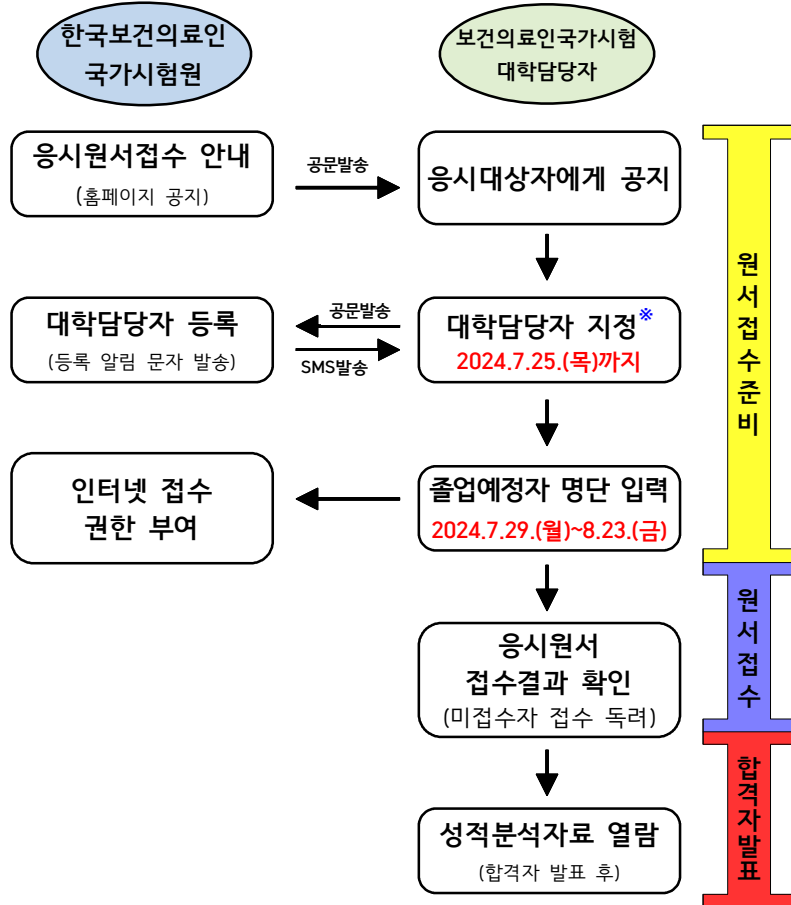 한국보건의료인
국가시험원
보건의료인국가시험
대학담당자
응시원서접수 안내
(홈페이지 공지)
공문발송
응시대상자에게 공지
대학담당자 등록
(등록 알림 문자 발송)
공문발송
SMS발송
대학담당자 지정※
2024.7.25.(목)까지
인터넷 접수
권한 부여
졸업예정자 명단 입력
2024.7.29.(월)~8.23.(금)
응시원서
접수결과 확인
(미접수자 접수 독려)
성적분석자료 열람
(합격자 발표 후)
원서접수준비
원서접수
합격자발표